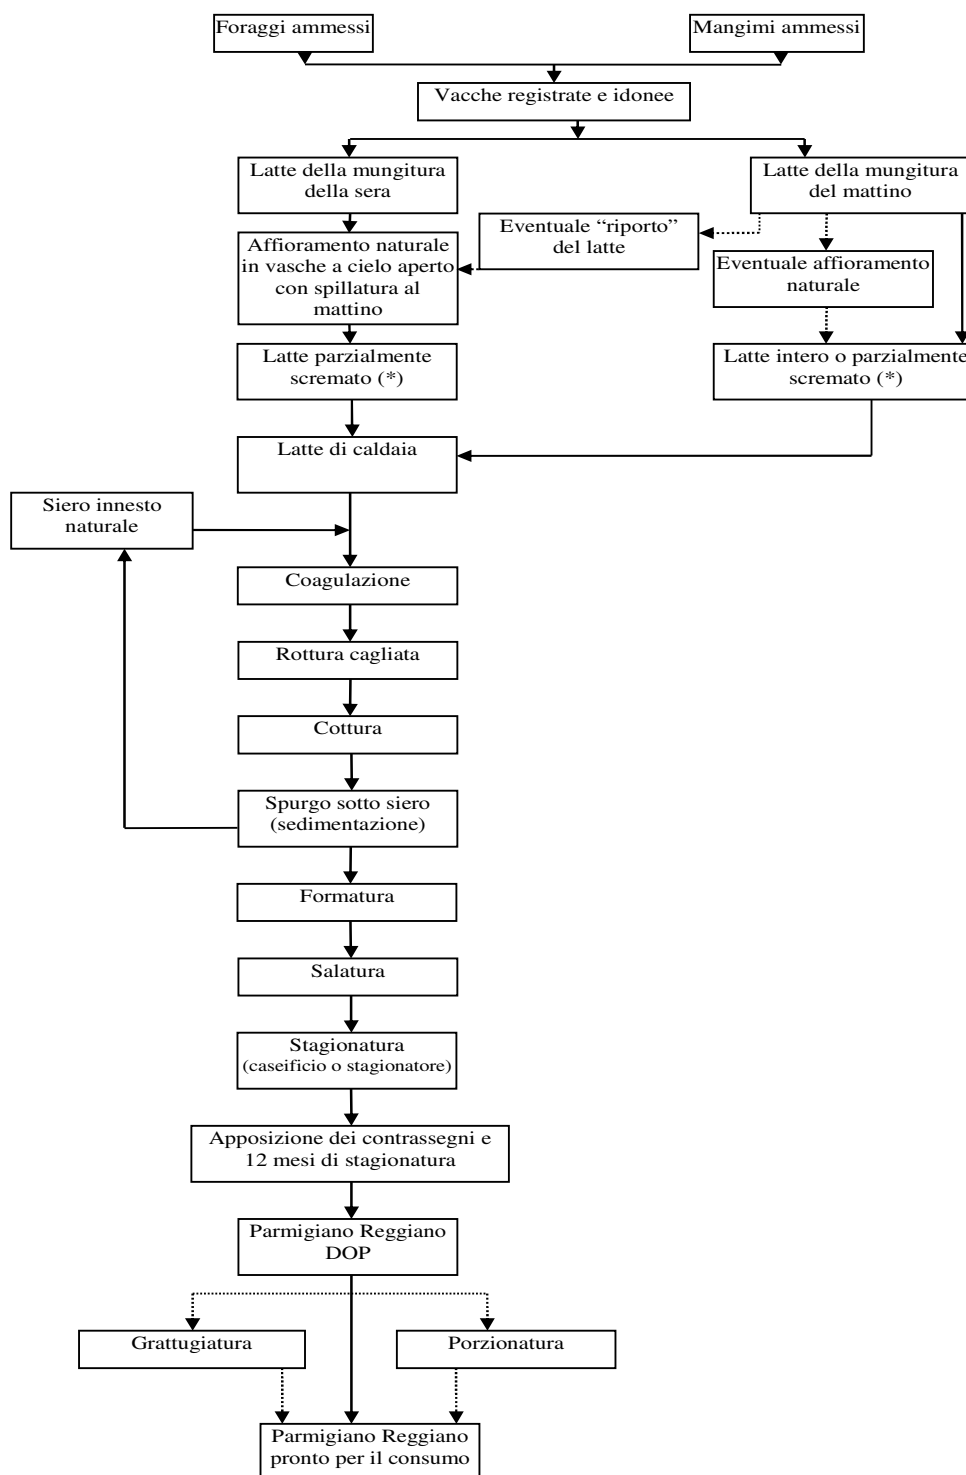 Foraggi ammessi
Mangimi ammessi
Vacche registrate e idonee
Latte della mungitura
della sera
Latte della mungitura
del mattino
Eventuale “riporto”
del latte
Affioramento naturale
in vasche a cielo aperto
con spillatura al
mattino
Eventuale affioramento
naturale
Latte parzialmente
scremato (*)
Latte intero o parzialmente
scremato (*)
Latte di caldaia
Siero innesto
naturale
Coagulazione
Rottura cagliata
Cottura
Spurgo sotto siero
(sedimentazione)
Formatura
Salatura
Stagionatura
(caseificio o stagionatore)
Apposizione dei contrassegni e
12 mesi di stagionatura
Parmigiano Reggiano
DOP
Grattugiatura
Porzionatura
Parmigiano Reggiano
pronto per il consumo